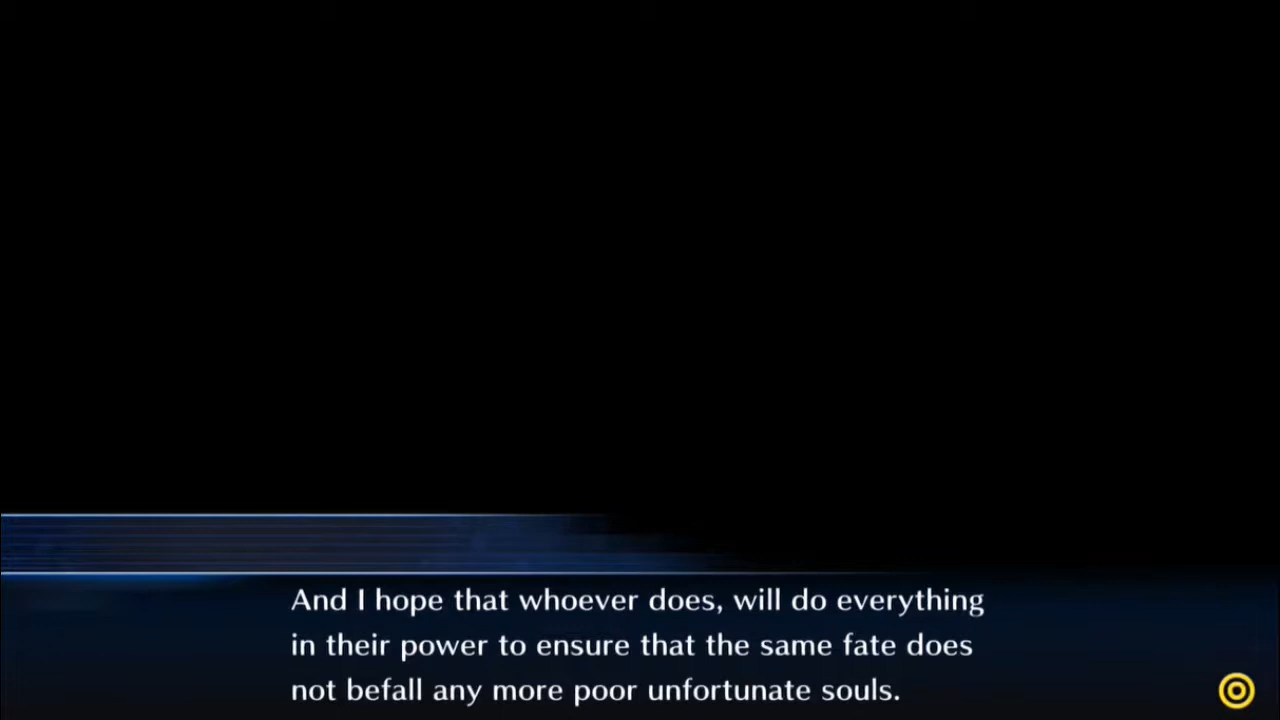 And I hope that whoever does, will do everything
in their power to ensure that the same fate does
not befall any more poor unfortunate souls.